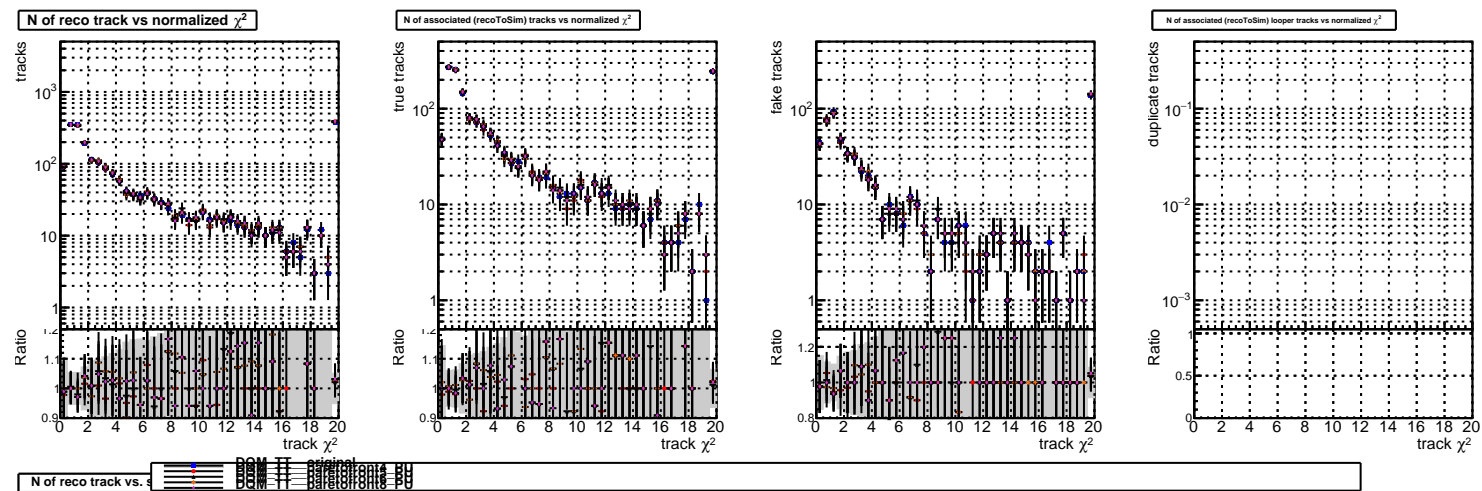 N of reco track vs normalized χ²
N of associated (recoToSim) tracks vs normalized χ²
N of associated (recoToSim) looper tracks vs normalized χ²
tracks
10³
10²
10
1
Ratio
1.2
1.1
1
0.9
0 2 4 6 8 10 12 14 16 18 20
track χ²
true tracks
10²
10
1
Ratio
1.2
1.1
1
0.9
0 2 4 6 8 10 12 14 16 18 20
track χ²
fake tracks
10²
10
1
Ratio
1.2
1
0.8
0 2 4 6 8 10 12 14 16 18 20
track χ²
duplicate tracks
10⁻¹
10⁻²
10⁻³
Ratio
1
0.5
0
0 2 4 6 8 10 12 14 16 18 20
track χ²
N of reco track vs.
DQM_TT__original
DQM_TT__paretofront8_PU